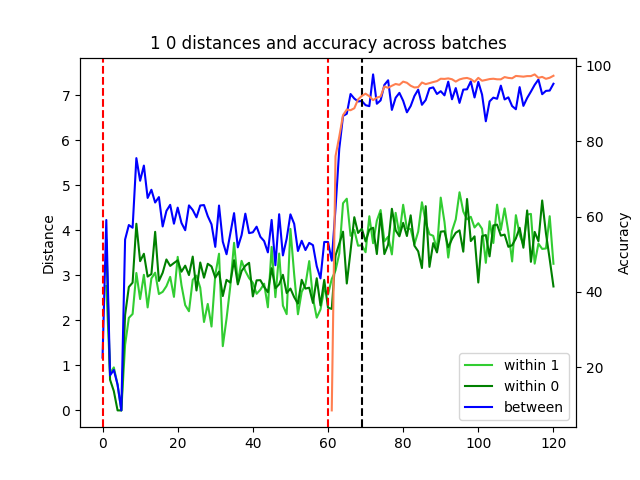 1 0 distances and accuracy across batches
Distance
7
6
5
4
3
2
1
0
100
80
60
40
20
Accuracy
within 1
within 0
between
0 20 40 60 80 100 120